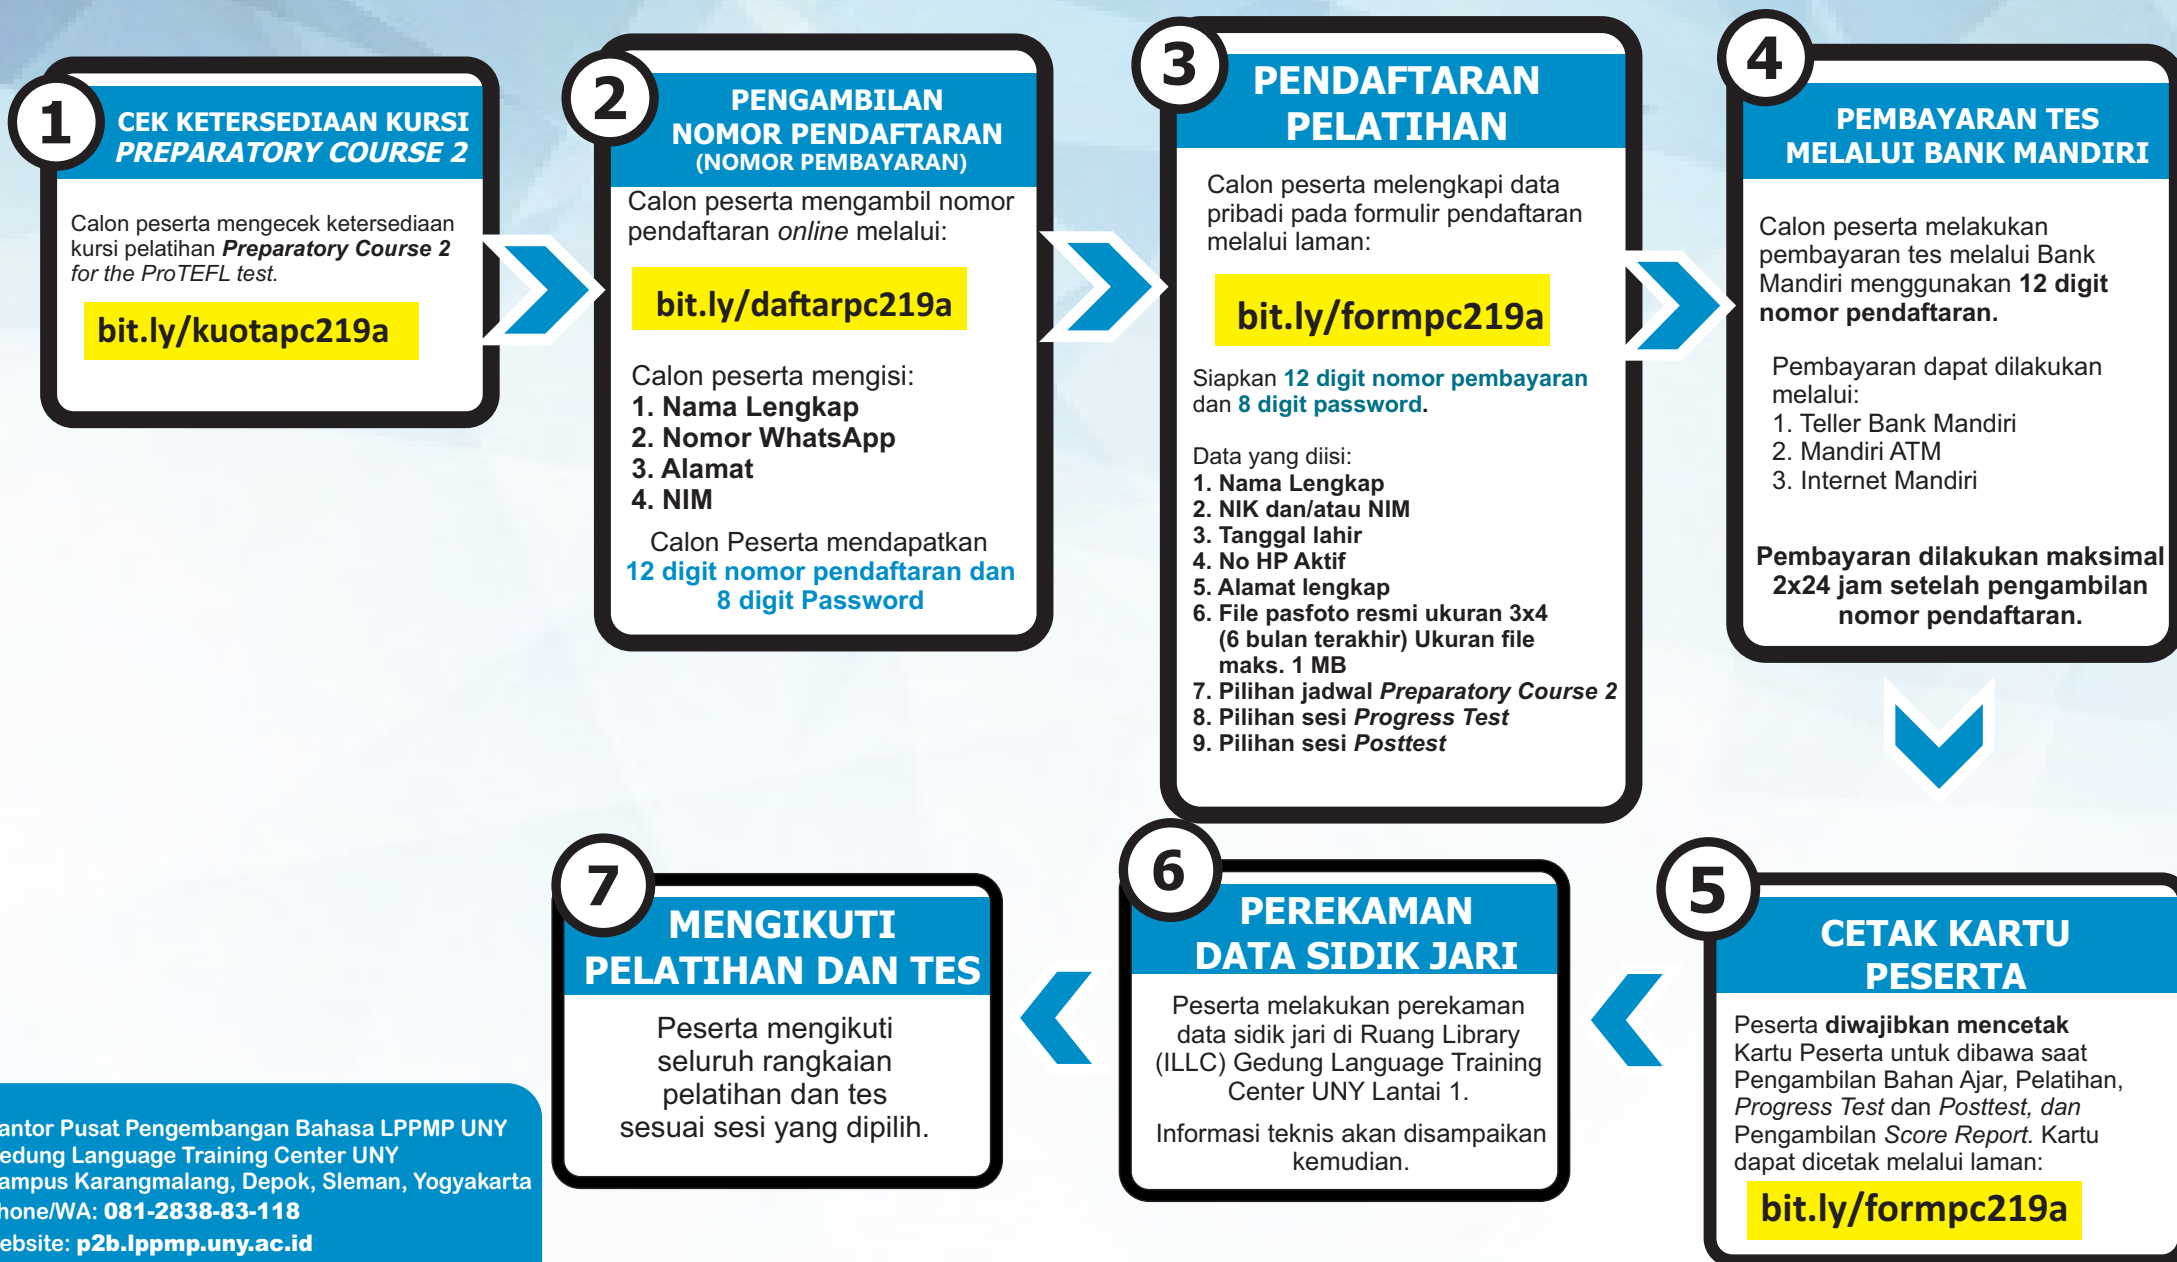 1
CEK KETERSEDIAAN KURSI
PREPARATORY COURSE 2
Calon peserta mengecek ketersediaan
kursi pelatihan Preparatory Course 2
for the ProTEFL test.
bit.ly/kuotapc219a
2
PENGAMBILAN
NOMOR PENDAFTARAN
(NOMOR PEMBAYARAN)
Calon peserta mengambil nomor
pendaftaran online melalui:
bit.ly/daftarpc219a
Calon peserta mengisi:
1. Nama Lengkap
2. Nomor WhatsApp
3. Alamat
4. NIM
Calon Peserta mendapatkan
12 digit nomor pendaftaran dan
8 digit Password
3
PENDAFTARAN
PELATIHAN
Calon peserta melengkapi data
pribadi pada formulir pendaftaran
melalui laman:
bit.ly/formpc219a
Siapkan 12 digit nomor pembayaran
dan 8 digit password.
Data yang diisi:
1. Nama Lengkap
2. NIK dan/atau NIM
3. Tanggal lahir
4. No HP Aktif
5. Alamat lengkap
6. File pasfoto resmi ukuran 3x4
(6 bulan terakhir) Ukuran file
maks. 1 MB
7. Pilihan jadwal Preparatory Course 2
8. Pilihan sesi Progress Test
9. Pilihan sesi Posttest
4
PEMBAYARAN TES
MELALUI BANK MANDIRI
Calon peserta melakukan
pembayaran tes melalui Bank
Mandiri menggunakan 12 digit
nomor pendaftaran.
Pembayaran dapat dilakukan
melalui:
1. Teller Bank Mandiri
2. Mandiri ATM
3. Internet Mandiri
Pembayaran dilakukan maksimal
2x24 jam setelah pengambilan
nomor pendaftaran.
5
CETAK KARTU
PESERTA
Peserta diwajibkan mencetak
Kartu Peserta untuk dibawa saat
Pengambilan Bahan Ajar, Pelatihan,
Progress Test dan Posttest, dan
Pengambilan Score Report. Kartu
dapat dicetak melalui laman:
bit.ly/formpc219a
6
PEREKAMAN
DATA SIDIK JARI
Peserta melakukan perekaman
data sidik jari di Ruang Library
(ILLC) Gedung Language Training
Center UNY Lantai 1.
Informasi teknis akan disampaikan
kemudian.
7
MENGIKUTI
PELATIHAN DAN TES
Peserta mengikuti
seluruh rangkaian
pelatihan dan tes
sesuai sesi yang dipilih.
antor Pusat Pengembangan Bahasa LPPMP UNY
edung Language Training Center UNY
ampus Karangmalang, Depok, Sleman, Yogyakarta
hone/WA: 081-2838-83-118
ebsite: p2b.lppmp.uny.ac.id